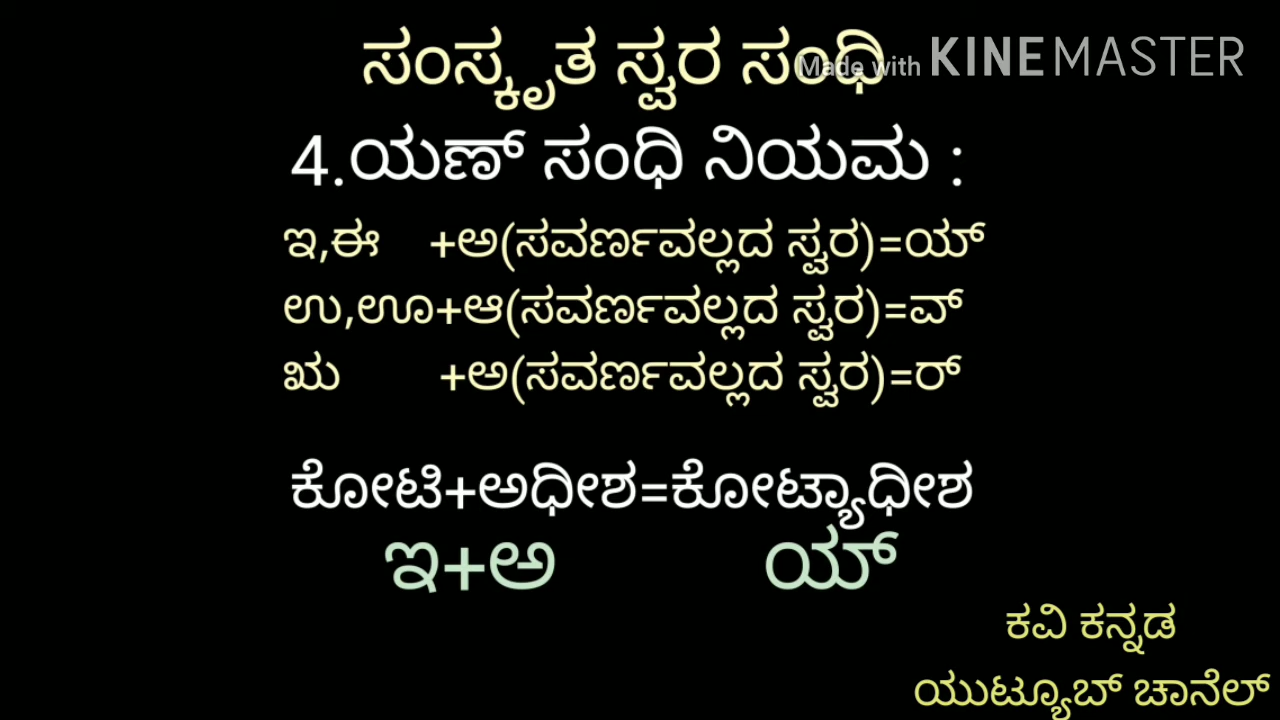 ಸಂಸ್ಕೃತ ಸ್ವರ ಸಂಧಿ
Made with KINEMASTER
4.ಯಣ್ ಸಂಧಿ ನಿಯಮ :
ಇ,ಈ +ಅ(ಸವರ್ಣವಲ್ಲದ ಸ್ವರ)=ಯ್
ಉ,ಊ+ಆ(ಸವರ್ಣವಲ್ಲದ ಸ್ವರ)=ವ್
ಋ +ಅ(ಸವರ್ಣವಲ್ಲದ ಸ್ವರ)=ರ್
ಕೋಟಿ+ಅಧೀಶ=ಕೋಟ್ಯಾಧೀಶ
ಇ+ಅ ಯ್
ಕವಿ ಕನ್ನಡ
ಯುಟ್ಯೂಬ್ ಚಾನೆಲ್